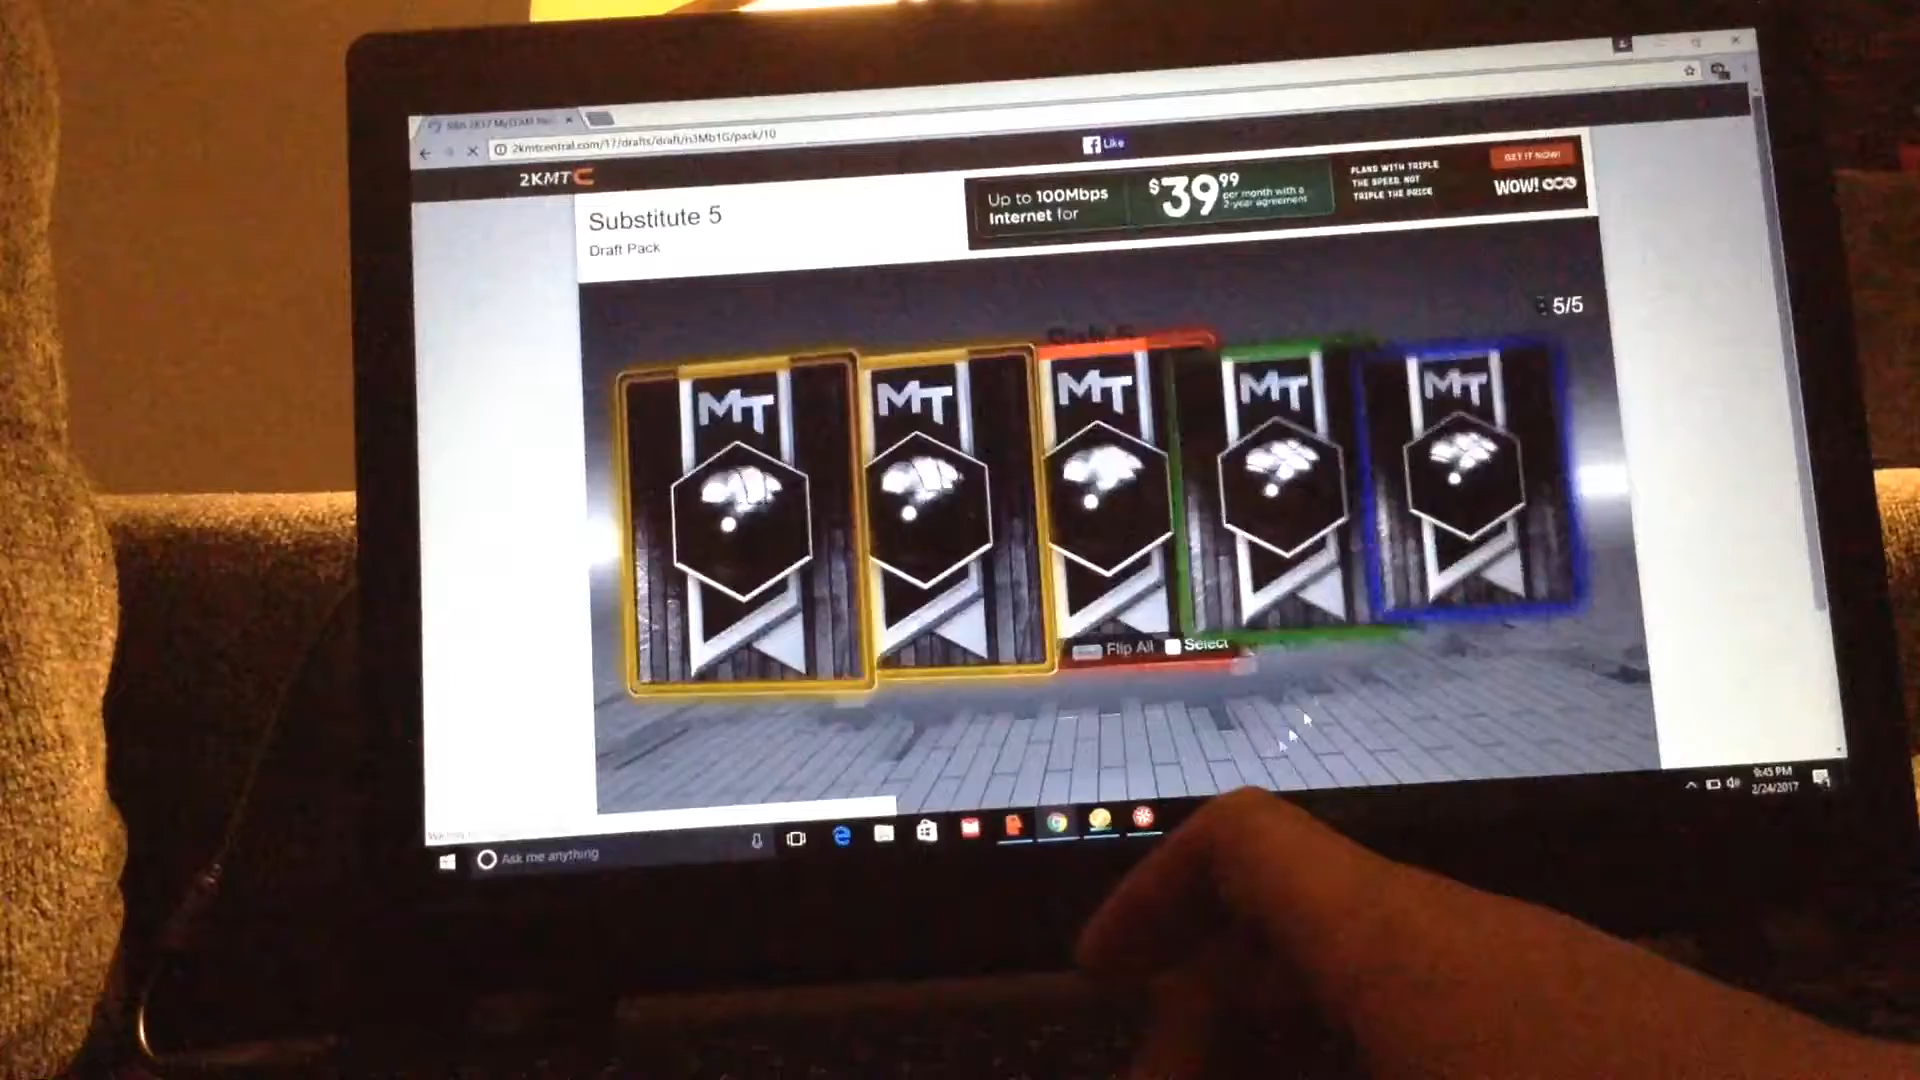 2kmtcentral.com/17/drafts/draft/n3Mb1G/pack/10
Like
2KMTC
Substitute 5
Draft Pack
Up to 100Mbps
Internet for
$39.99
per month with a
2-year agreement
PLANS WITH TRIPLE
THE SPEED, NOT
TRIPLE THE PRICE
GET IT NOW!
WOW!
5/5
MT
MT
MT
MT
MT
Flip All
Select
Ask me anything
9:45 PM
2/24/2017